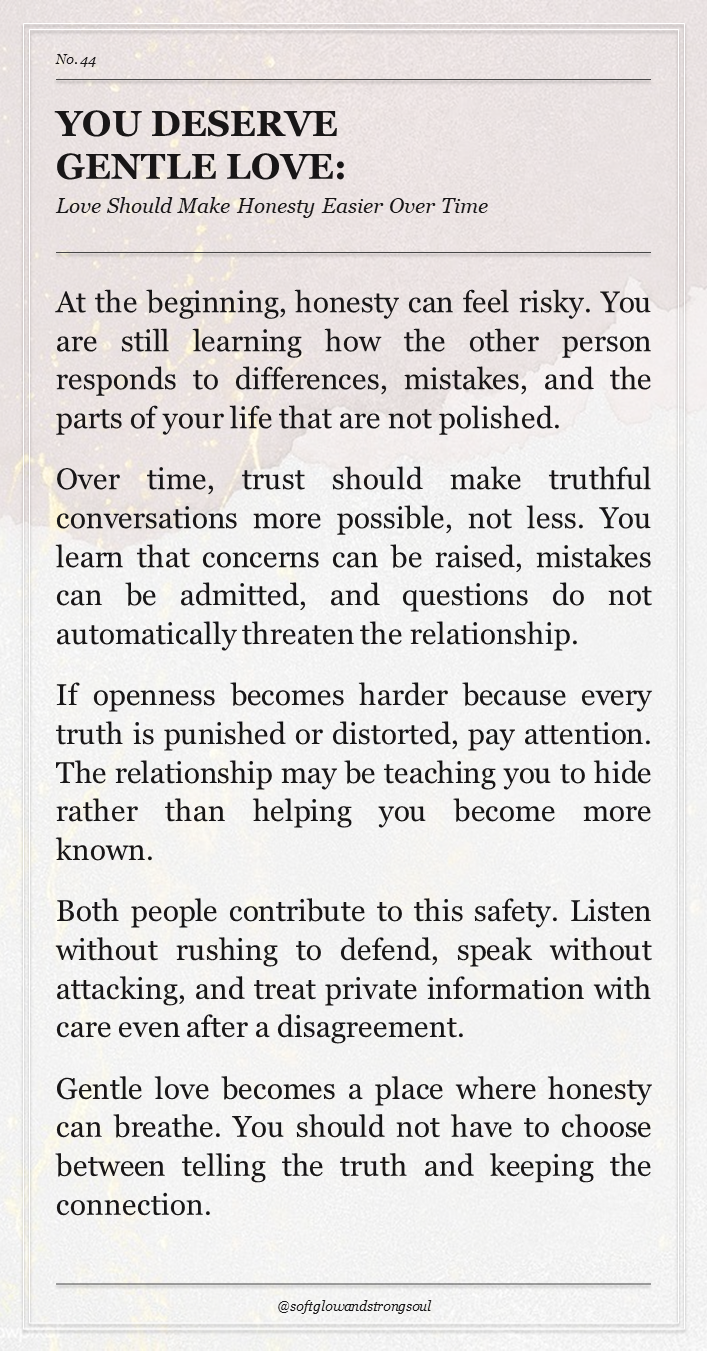 No. 44
YOU DESERVE
GENTLE LOVE:
Love Should Make Honesty Easier Over Time
At the beginning, honesty can feel risky. You
are still learning how the other person
responds to differences, mistakes, and the
parts of your life that are not polished.
Over time, trust should make truthful
conversations more possible, not less. You
learn that concerns can be raised, mistakes
can be admitted, and questions do not
automatically threaten the relationship.
If openness becomes harder because every
truth is punished or distorted, pay attention.
The relationship may be teaching you to hide
rather than helping you become more
known.
Both people contribute to this safety. Listen
without rushing to defend, speak without
attacking, and treat private information with
care even after a disagreement.
Gentle love becomes a place where honesty
can breathe. You should not have to choose
between telling the truth and keeping the
connection.
@softglowandstrongsoul